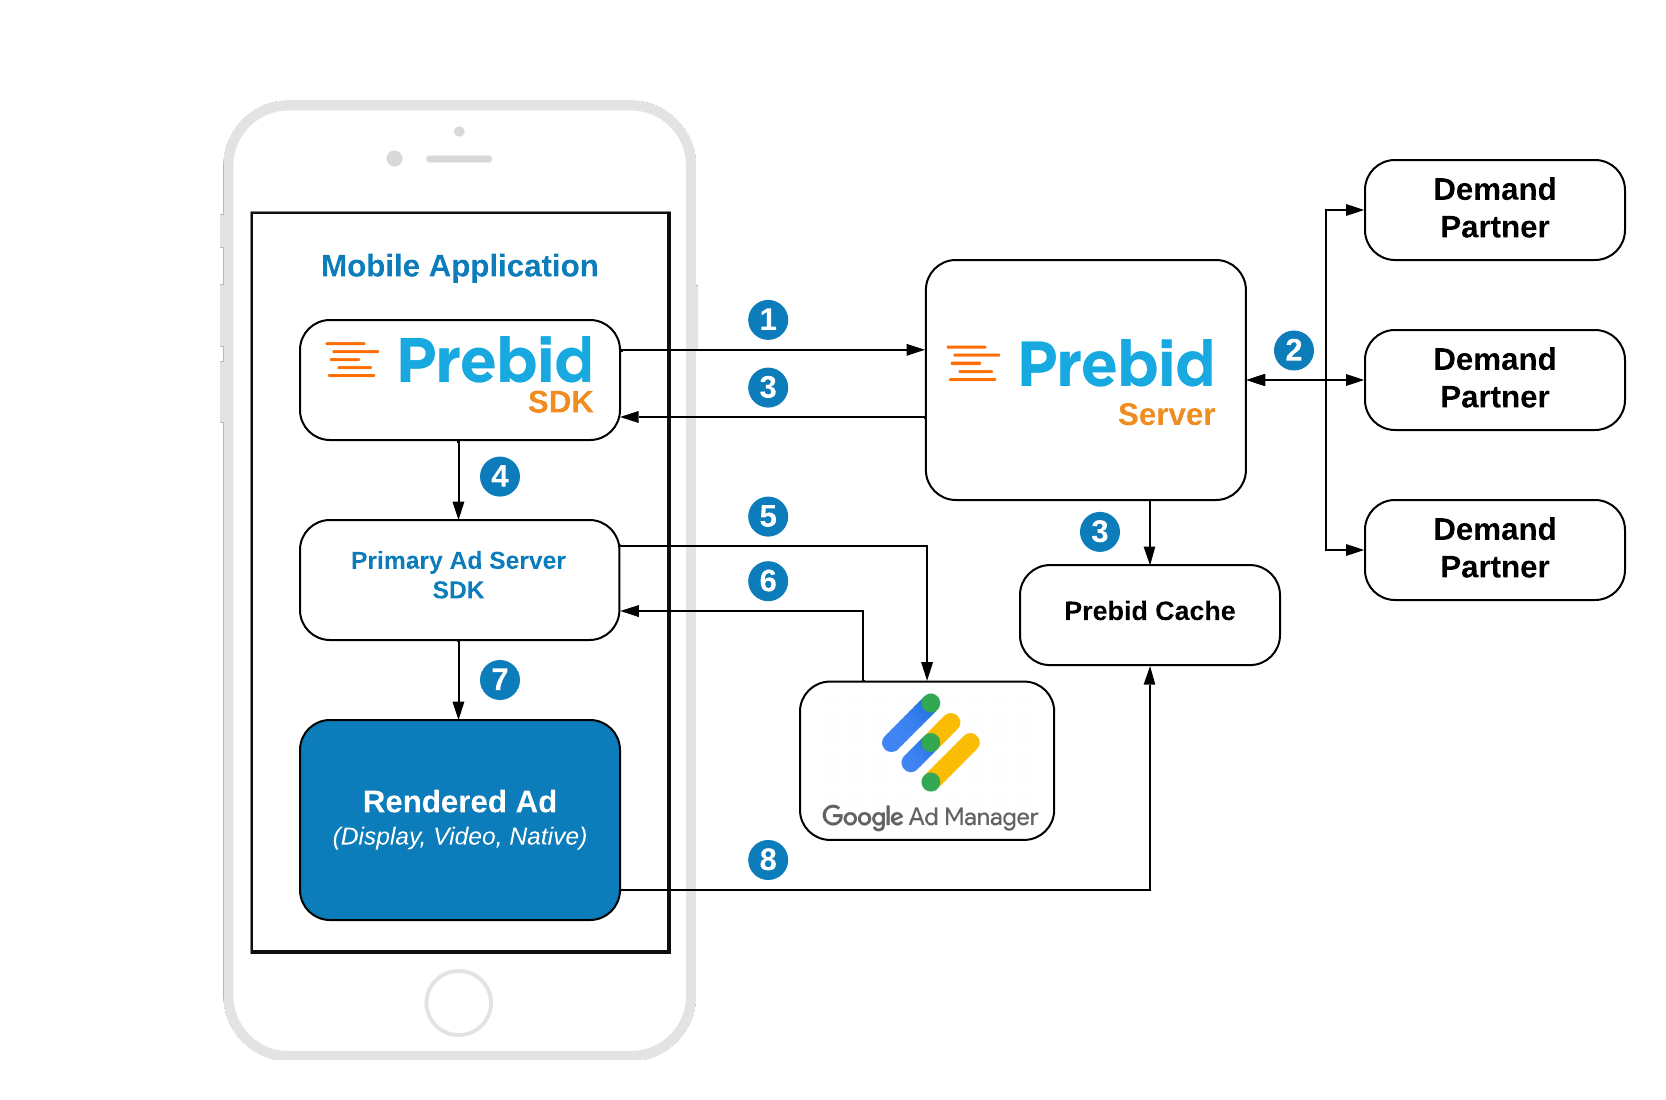 Mobile Application
Prebid
SDK
1
3
4
Primary Ad Server
SDK
5
6
7
Rendered Ad
(Display, Video, Native)
8
Prebid
Server
2
3
Prebid Cache
Google Ad Manager
Demand
Partner
Demand
Partner
Demand
Partner